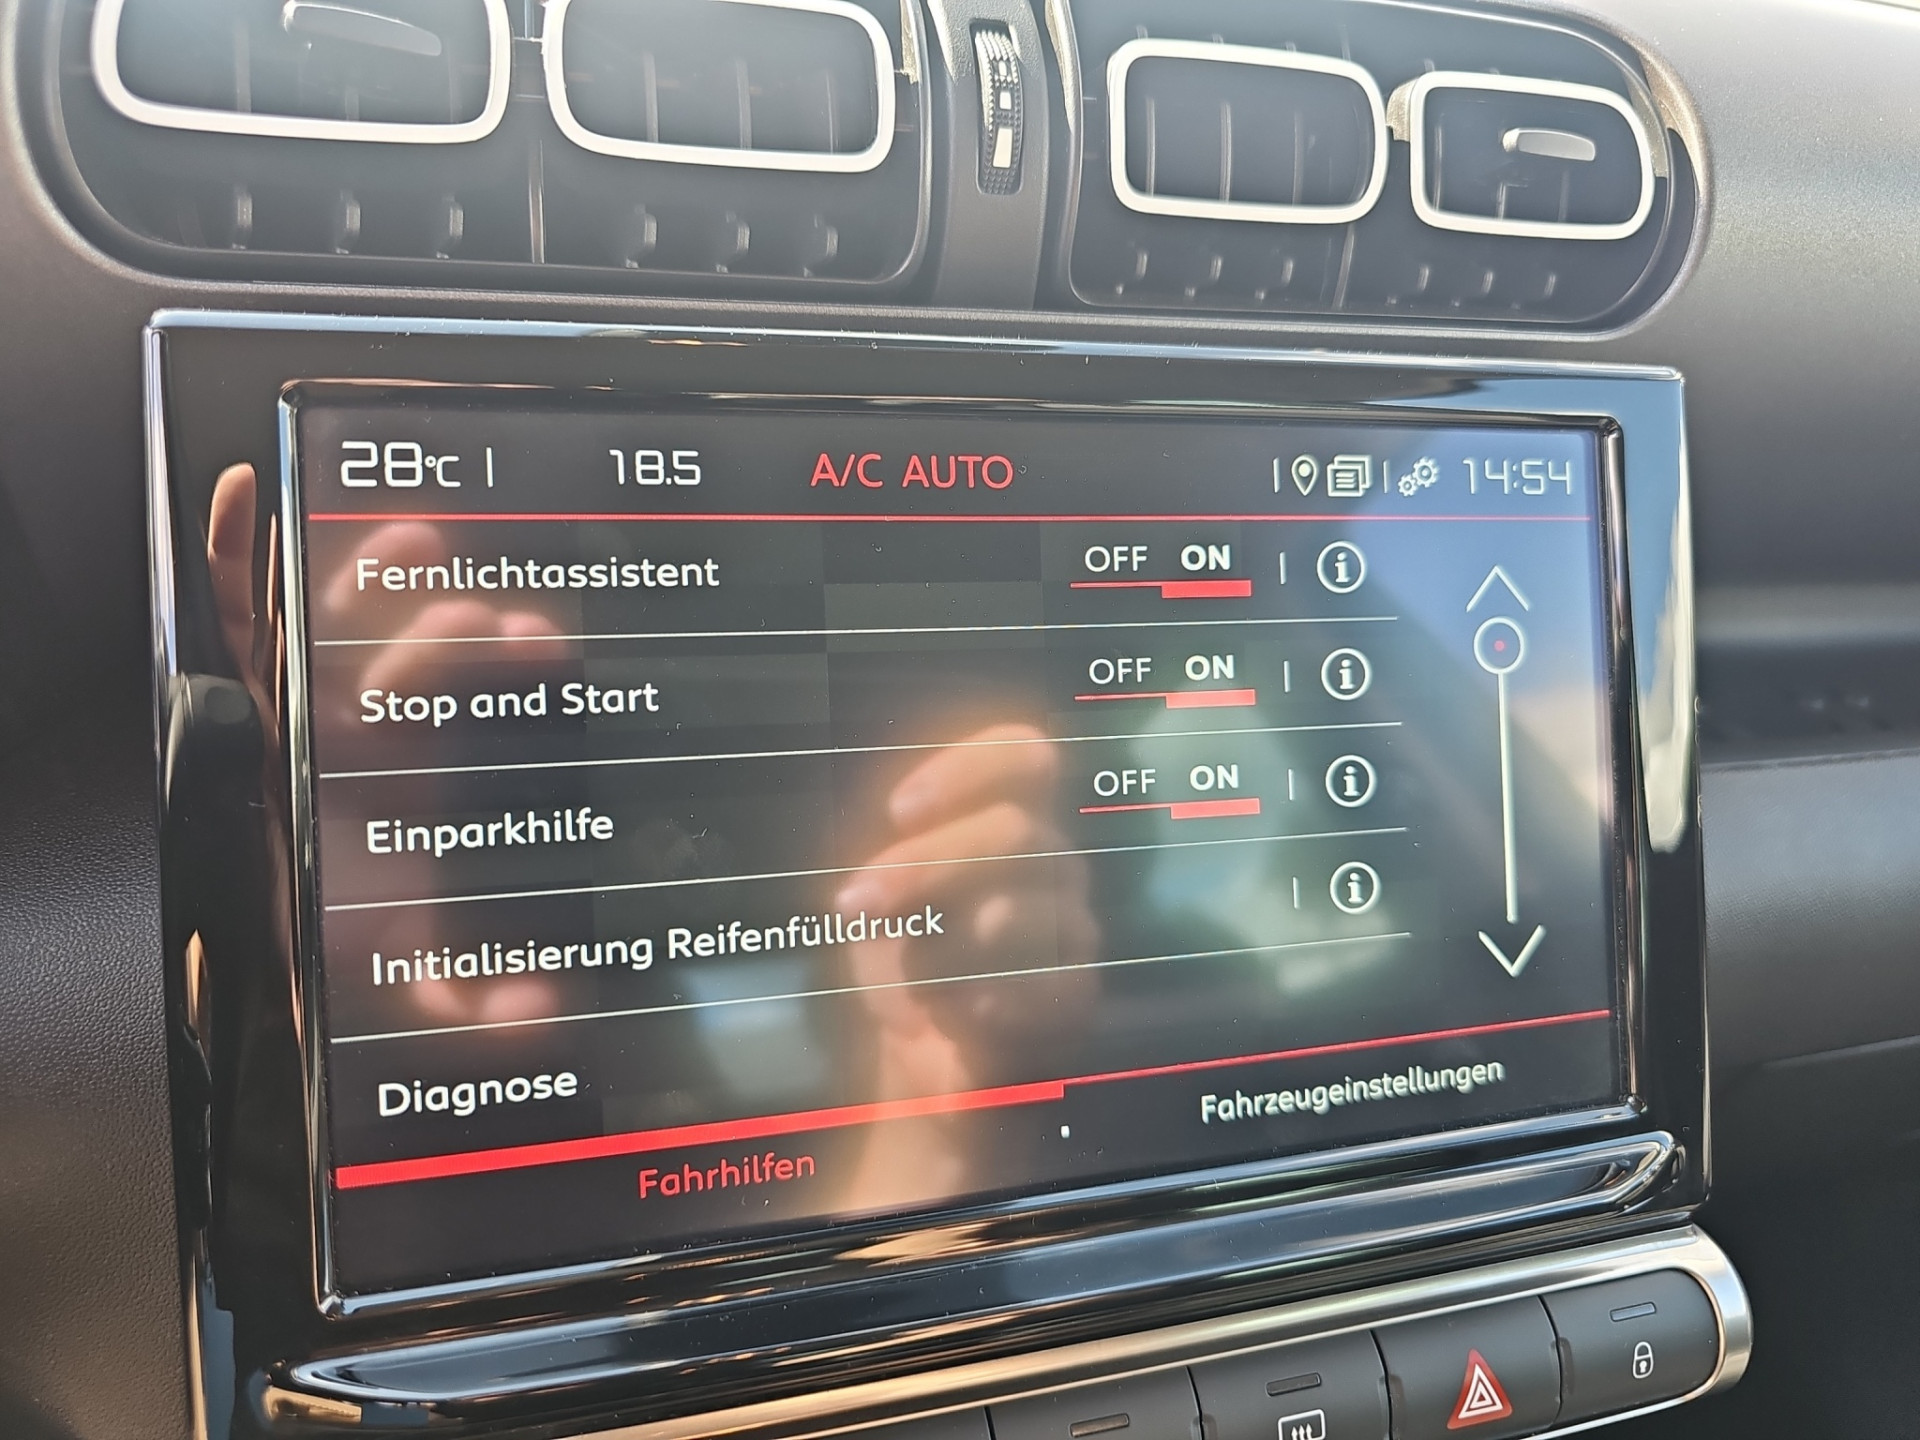 28°C 18.5 A/C AUTO 14:54
Fernlichtassistent OFF ON
Stop and Start OFF ON
Einparkhilfe OFF ON
Initialisierung Reifenfülldruck
Diagnose
Fahrhilfen Fahrzeugeinstellungen